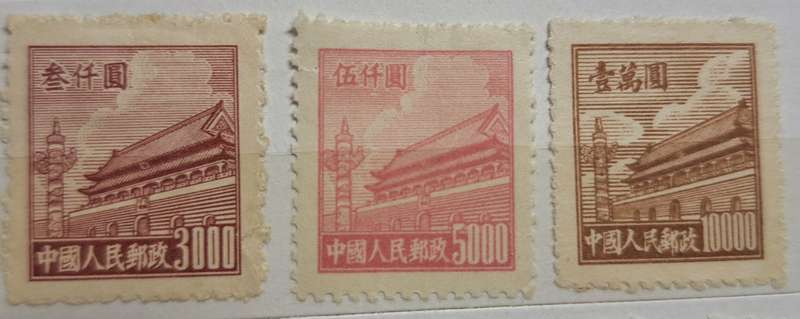 叁仟圓
中國人民郵政 3000
伍仟圓
中國人民郵政 5000
壹萬圓
中國人民郵政 10000